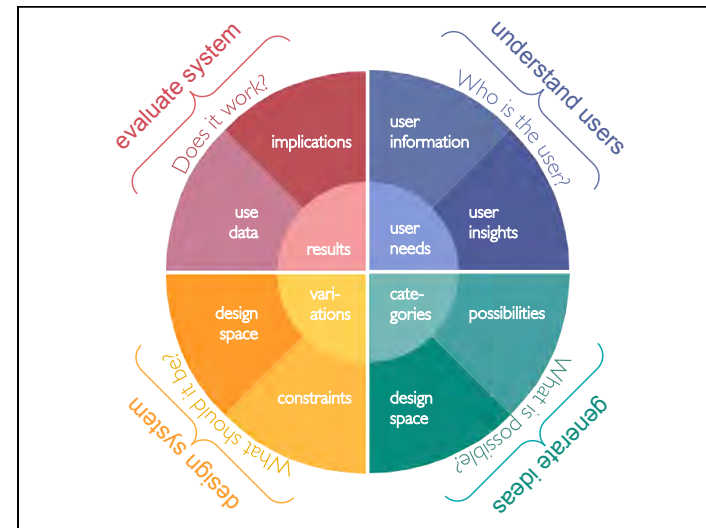 evaluate system
Does it work?
understand users
Who is the user?
implications
use
data
results
user
information
user
needs
user
insights
design
space
vari-
ations
constraints
cate-
gories
possibilities
design
space
What should it be?
design system
What is possible?
generate ideas